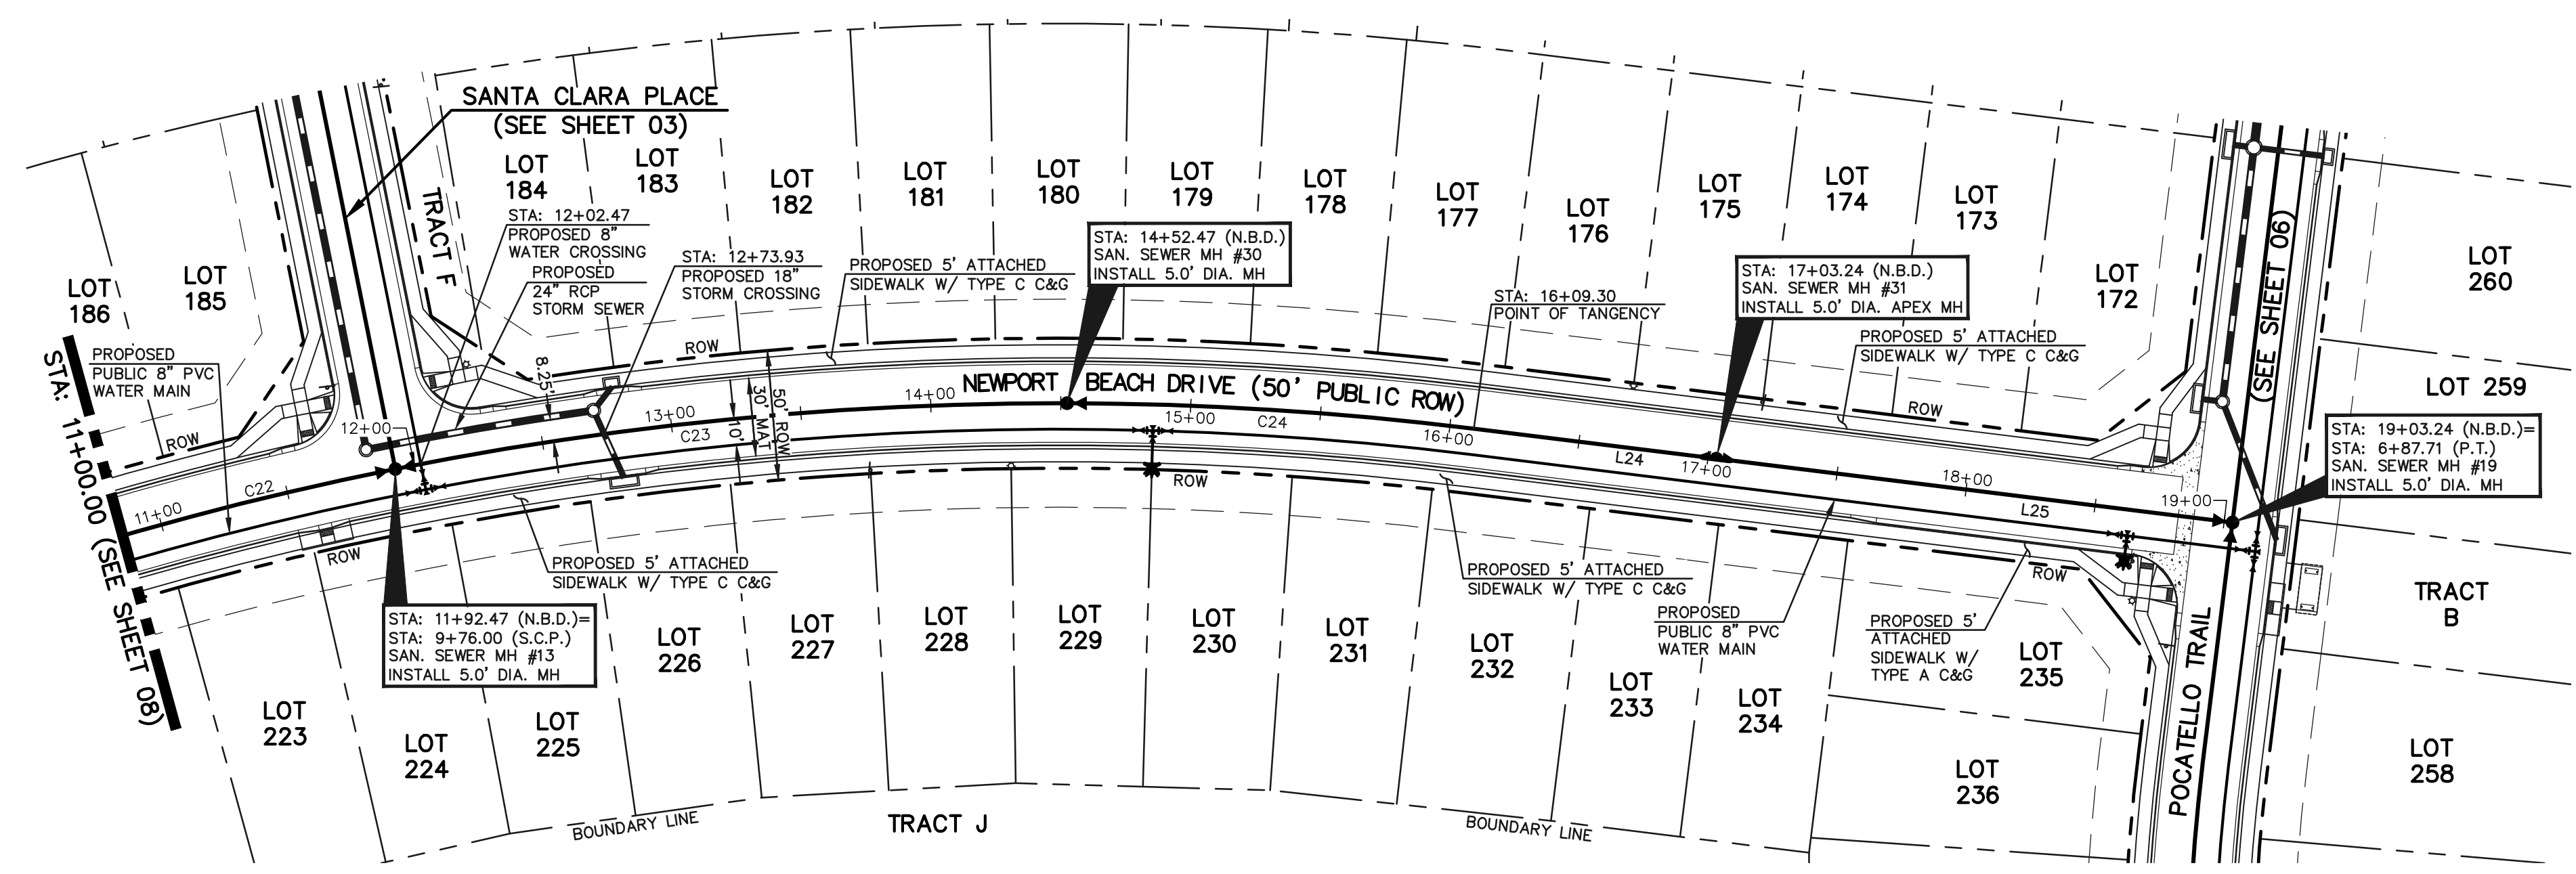 SANTA CLARA PLACE
(SEE SHEET 03)
LOT
186
LOT
185
TRACT F
LOT
184
LOT
183
LOT
182
LOT
181
LOT
180
LOT
179
LOT
178
LOT
177
LOT
176
LOT
175
LOT
174
LOT
173
LOT
172
(SEE SHEET 06)
LOT
260
LOT 259
STA: 12+02.47
PROPOSED 8"
WATER CROSSING
PROPOSED
24" RCP
STORM SEWER
STA: 12+73.93
PROPOSED 18"
STORM CROSSING
PROPOSED 5' ATTACHED
SIDEWALK W/ TYPE C C&G
STA: 14+52.47 (N.B.D.)
SAN. SEWER MH #30
INSTALL 5.0' DIA. MH
STA: 16+09.30
POINT OF TANGENCY
STA: 17+03.24 (N.B.D.)
SAN. SEWER MH #31
INSTALL 5.0' DIA. APEX MH
PROPOSED 5' ATTACHED
SIDEWALK W/ TYPE C C&G
STA: 19+03.24 (N.B.D.)=
STA: 6+87.71 (P.T.)
SAN. SEWER MH #19
INSTALL 5.0' DIA. MH
STA: 11+00.00 (SEE SHEET 08)
PROPOSED
PUBLIC 8" PVC
WATER MAIN
ROW
ROW
ROW
8.25'
30' MAT
50' ROW
10'
NEWPORT BEACH DRIVE (50' PUBLIC ROW)
11+00
C22
12+00
13+00
C23
14+00
15+00
C24
16+00
L24
17+00
18+00
L25
19+00
ROW
ROW
ROW
PROPOSED 5' ATTACHED
SIDEWALK W/ TYPE C C&G
PROPOSED 5' ATTACHED
SIDEWALK W/ TYPE C C&G
PROPOSED
PUBLIC 8" PVC
WATER MAIN
PROPOSED 5'
ATTACHED
SIDEWALK W/
TYPE A C&G
STA: 11+92.47 (N.B.D.)=
STA: 9+76.00 (S.C.P.)
SAN. SEWER MH #13
INSTALL 5.0' DIA. MH
LOT
223
LOT
224
LOT
225
LOT
226
LOT
227
LOT
228
LOT
229
LOT
230
LOT
231
LOT
232
LOT
233
LOT
234
LOT
235
LOT
236
POCATELLO TRAIL
TRACT
B
LOT
258
BOUNDARY LINE
TRACT J
BOUNDARY LINE